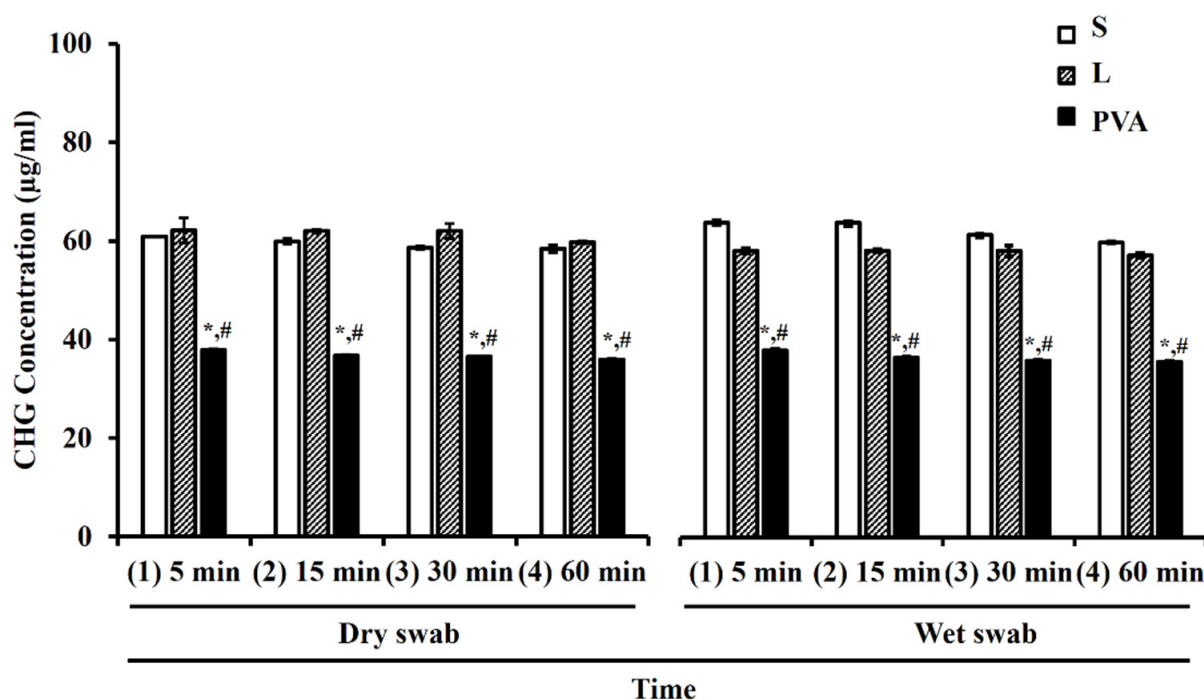 S
L
PVA
CHG Concentration (µg/ml)
100
80
60
40
20
0
*,# *,# *,# *,# *,# *,# *,# *,#
(1) 5 min (2) 15 min (3) 30 min (4) 60 min (1) 5 min (2) 15 min (3) 30 min (4) 60 min
Dry swab Wet swab
Time